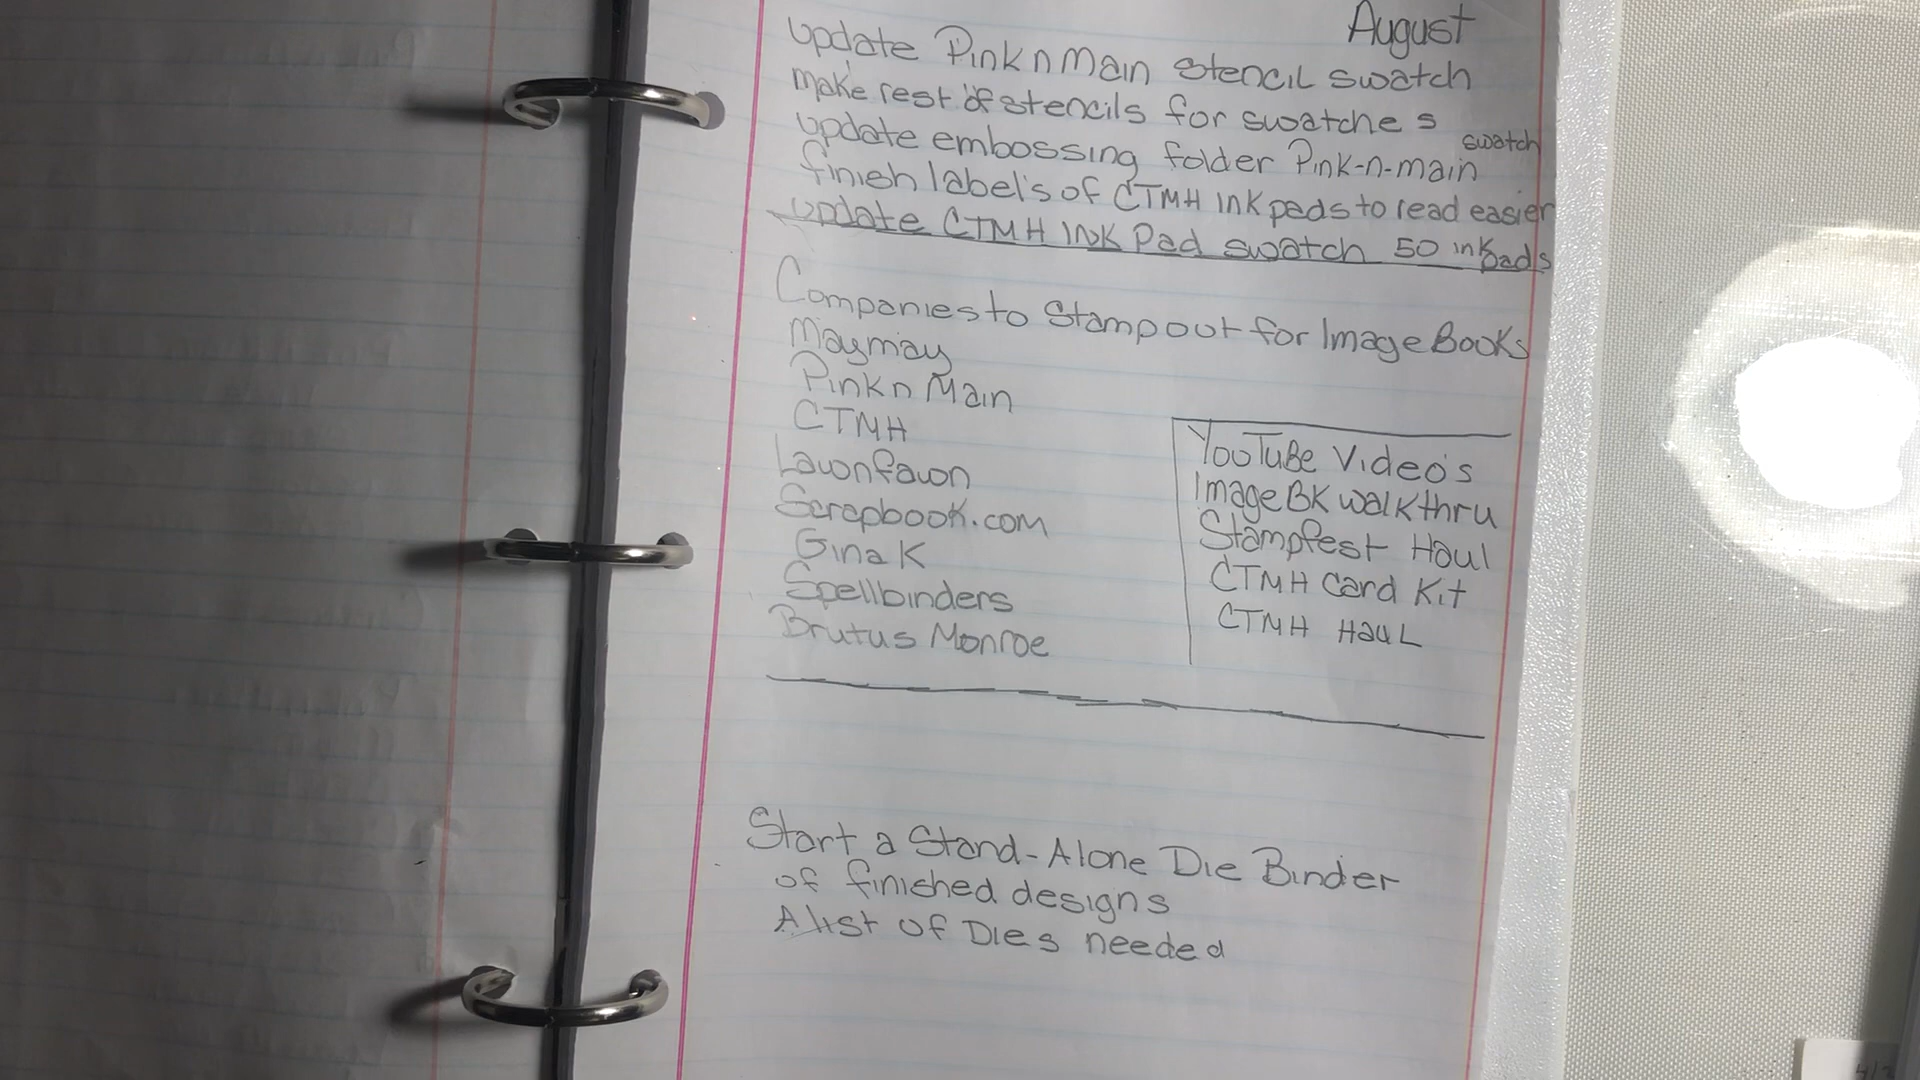 August
Update Pink n Main stencil swatch
make rest of stencils for swatches
swatch
Update embossing folder Pink-n-main
finish label's of CTMH ink pads to read easier
Update CTMH INK Pad swatch 50 ink pads
Companies to Stamp out for Image Books
Maymay
Pink n Main
CTMH
Lawnfawn
Scrapbook.com
Gina K
Spellbinders
Brutus Monroe
YouTube Video's
Image BK walkthru
Stampfest Haul
CTMH Card Kit
CTMH HAUL
Start a Stand-Alone Die Binder
of finished designs
A list of Dies needed